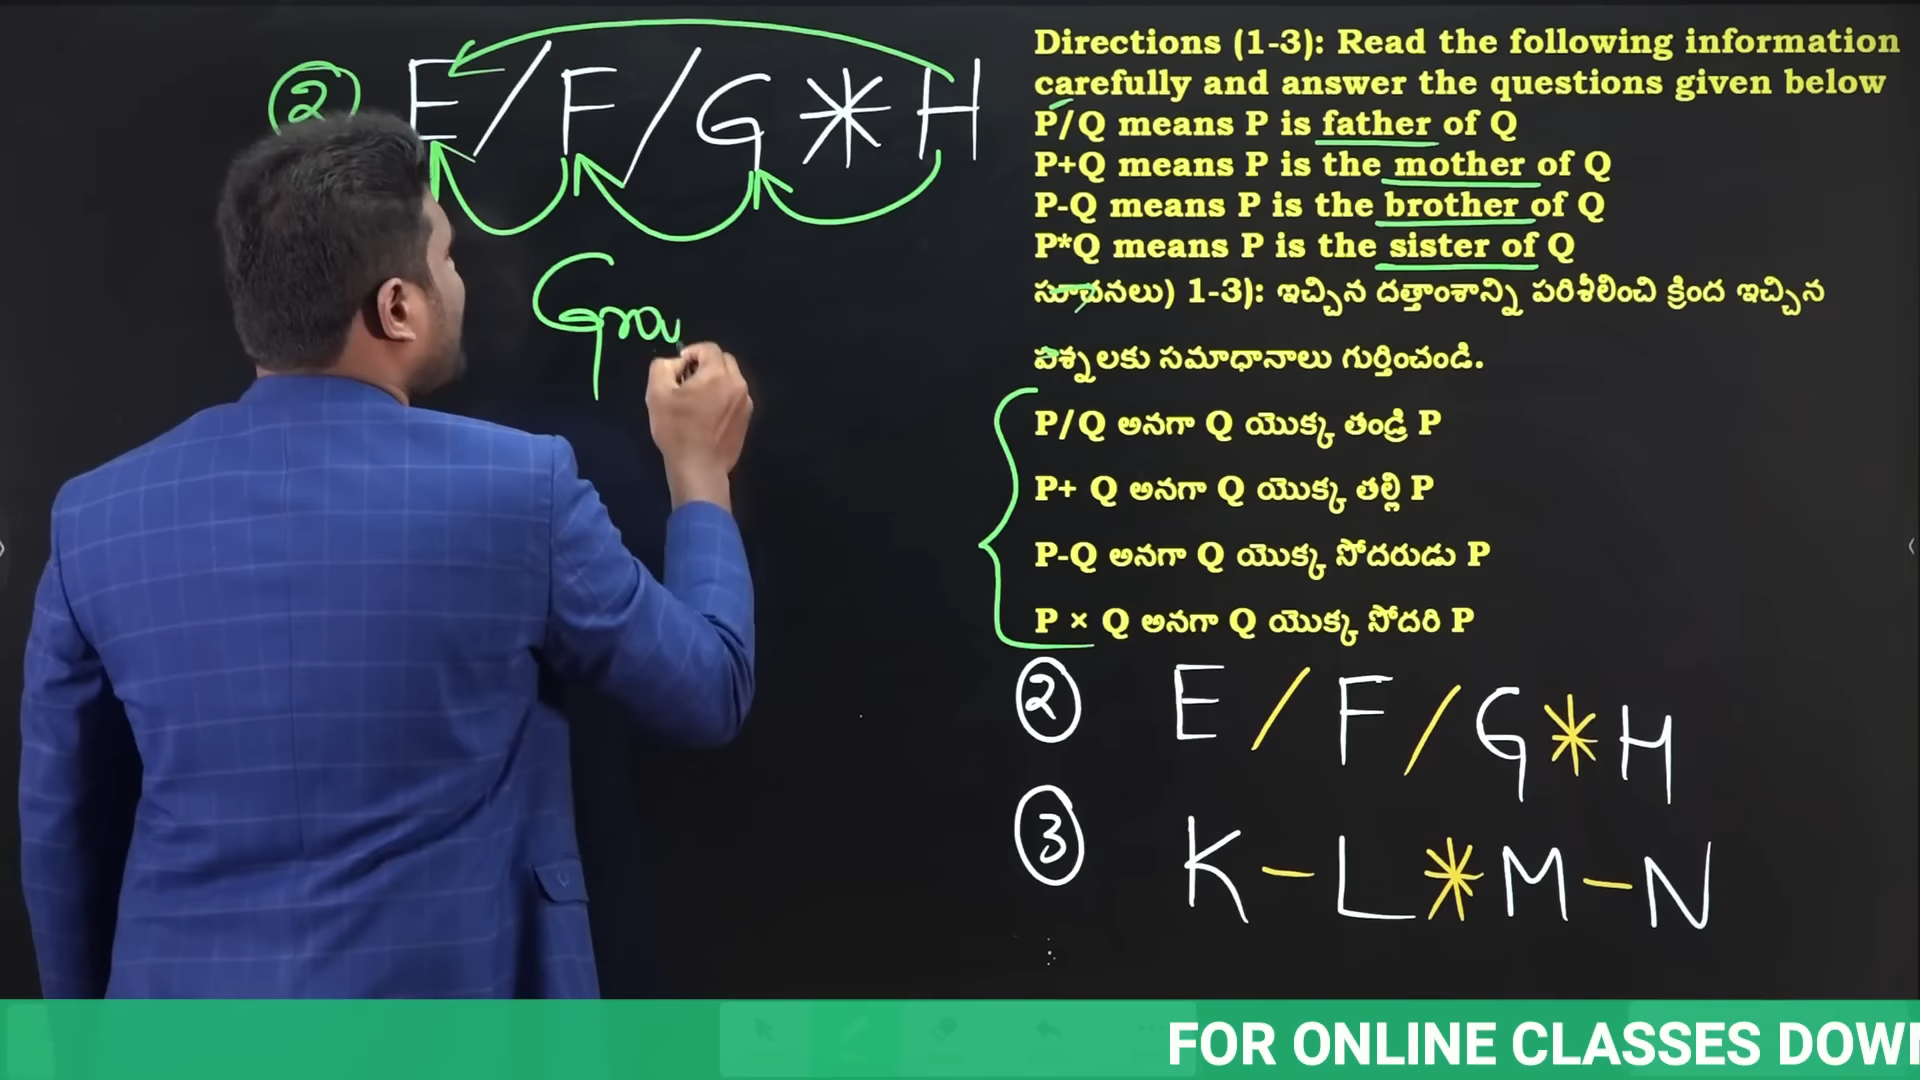 ② E / F / G * H
Grou
Directions (1-3): Read the following information
carefully and answer the questions given below
P/Q means P is father of Q
P+Q means P is the mother of Q
P-Q means P is the brother of Q
P*Q means P is the sister of Q
సూచనలు) 1-3): ఇచ్చిన దత్తాంశాన్ని పరిశీలించి క్రింద ఇచ్చిన
ప్రశ్నలకు సమాధానాలు గుర్తించండి.
P/Q అనగా Q యొక్క తండ్రి P
P+ Q అనగా Q యొక్క తల్లి P
P-Q అనగా Q యొక్క సోదరుడు P
P × Q అనగా Q యొక్క సోదరి P
② E / F / G * H
③ K - L * M - N
FOR ONLINE CLASSES DOW